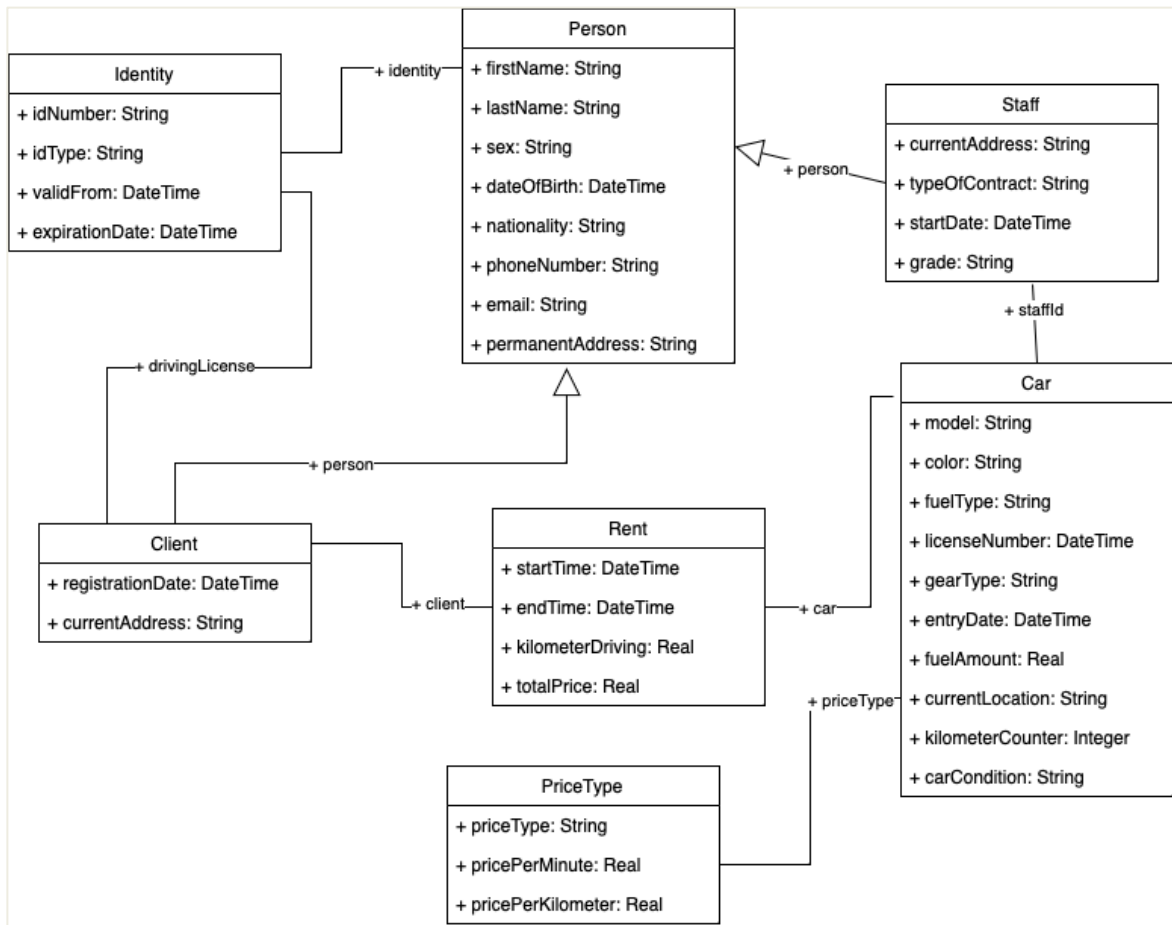 Person
+ firstName: String
+ lastName: String
+ sex: String
+ dateOfBirth: DateTime
+ nationality: String
+ phoneNumber: String
+ email: String
+ permanentAddress: String
Identity
+ idNumber: String
+ idType: String
+ validFrom: DateTime
+ expirationDate: DateTime
+ identity
Staff
+ currentAddress: String
+ typeOfContract: String
+ startDate: DateTime
+ grade: String
+ person
+ staffId
+ drivingLicense
+ person
Car
+ model: String
+ color: String
+ fuelType: String
+ licenseNumber: DateTime
+ gearType: String
+ entryDate: DateTime
+ fuelAmount: Real
+ currentLocation: String
+ kilometerCounter: Integer
+ carCondition: String
Client
+ registrationDate: DateTime
+ currentAddress: String
+ client
Rent
+ startTime: DateTime
+ endTime: DateTime
+ kilometerDriving: Real
+ totalPrice: Real
+ car
+ priceType
PriceType
+ priceType: String
+ pricePerMinute: Real
+ pricePerKilometer: Real